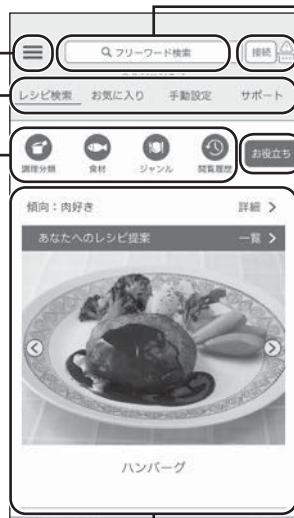 フリーワード検索
接続
レシピ検索 お気に入り 手動設定 サポート
調理分類 食材 ジャンル 閲覧履歴
お役立ち
傾向：肉好き 詳細
あなたへのレシピ提案 一覧
ハンバーグ